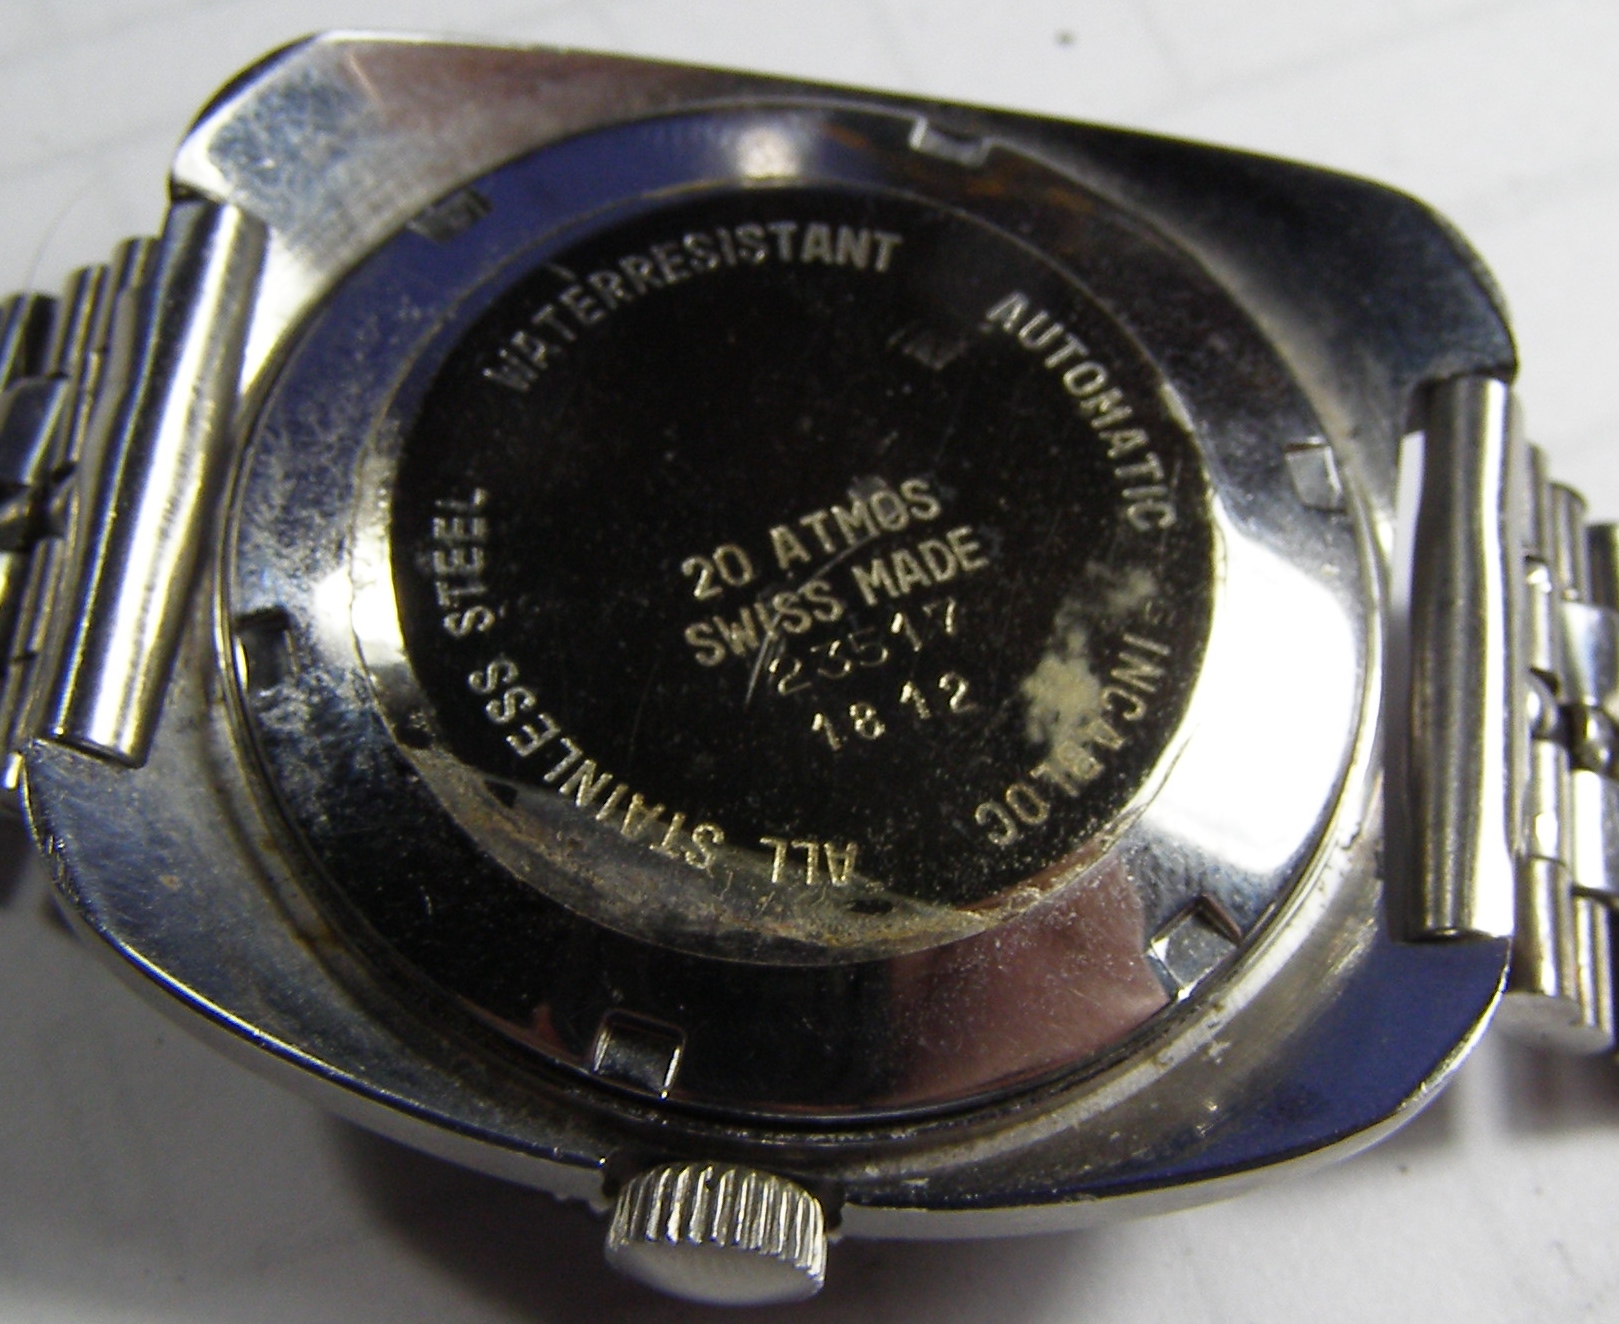 WATERRESISTANT
AUTOMATIC
INCABLOC
ALL STAINLESS STEEL
20 ATMOS
SWISS MADE
23517
1812